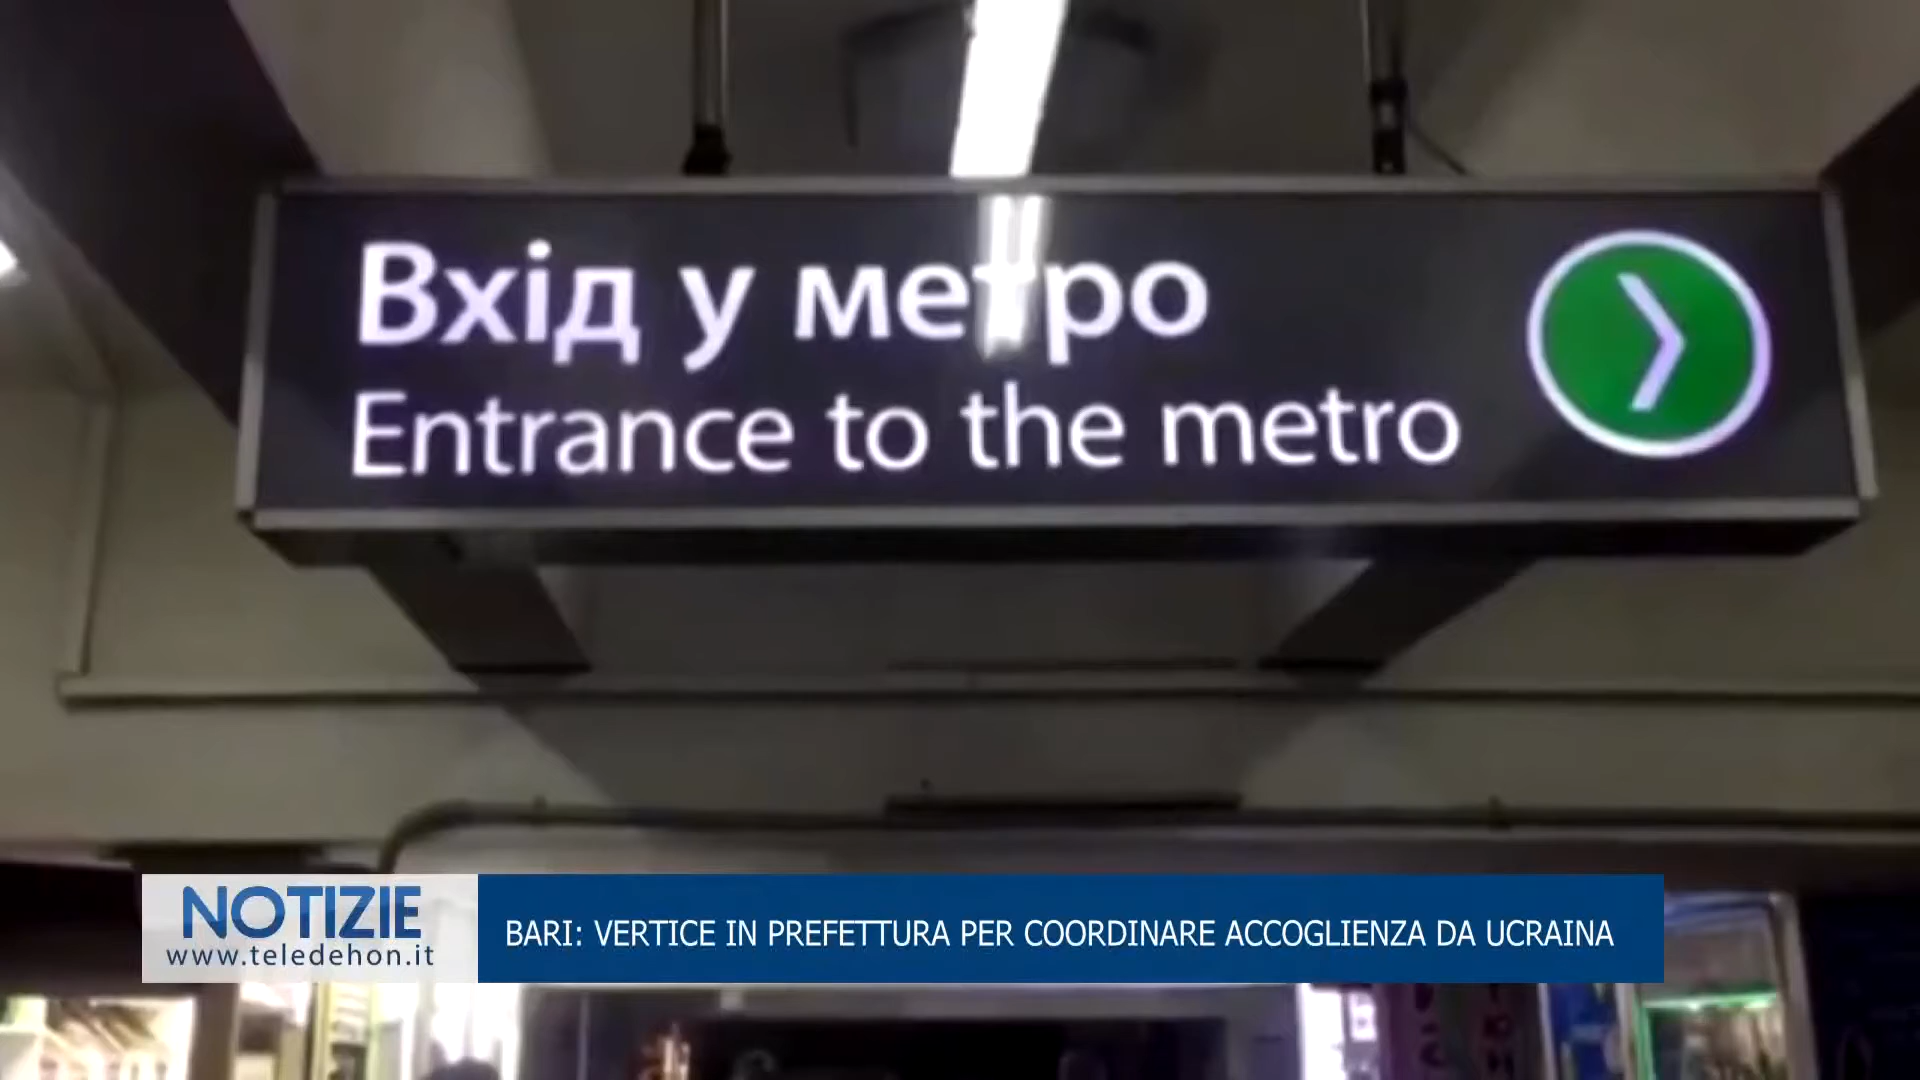 Вхід у метро
Entrance to the metro
NOTIZIE
www.teledehon.it
BARI: VERTICE IN PREFETTURA PER COORDINARE ACCOGLIENZA DA UCRAINA